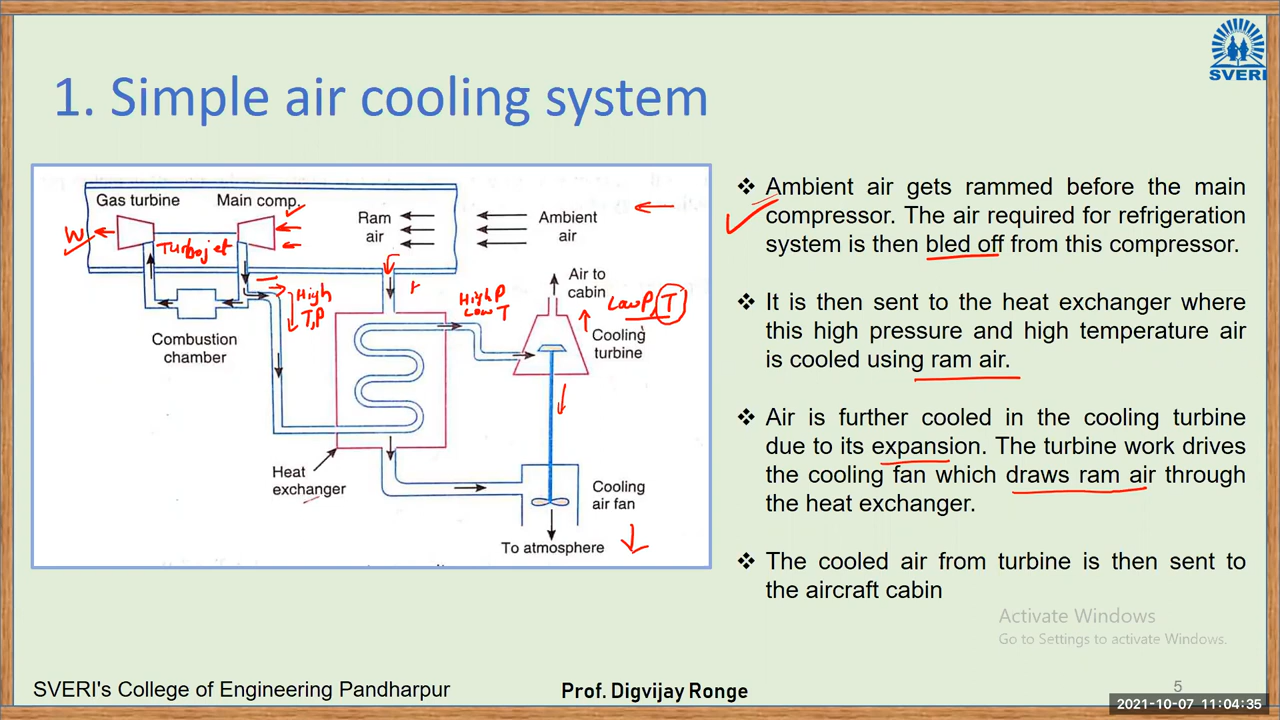 SVERI
1. Simple air cooling system
Gas turbine
Main comp.
Ram
air
Ambient
air
W
Turbojet
High
T,P
High P
Low T
Air to
cabin
Low P, T
Cooling
turbine
Combustion
chamber
Heat
exchanger
Cooling
air fan
To atmosphere
❖ Ambient air gets rammed before the main
compressor. The air required for refrigeration
system is then bled off from this compressor.
❖ It is then sent to the heat exchanger where
this high pressure and high temperature air
is cooled using ram air.
❖ Air is further cooled in the cooling turbine
due to its expansion. The turbine work drives
the cooling fan which draws ram air through
the heat exchanger.
❖ The cooled air from turbine is then sent to
the aircraft cabin
Activate Windows
Go to Settings to activate Windows.
SVERI's College of Engineering Pandharpur
Prof. Digvijay Ronge
5
2021-10-07 11:04:35